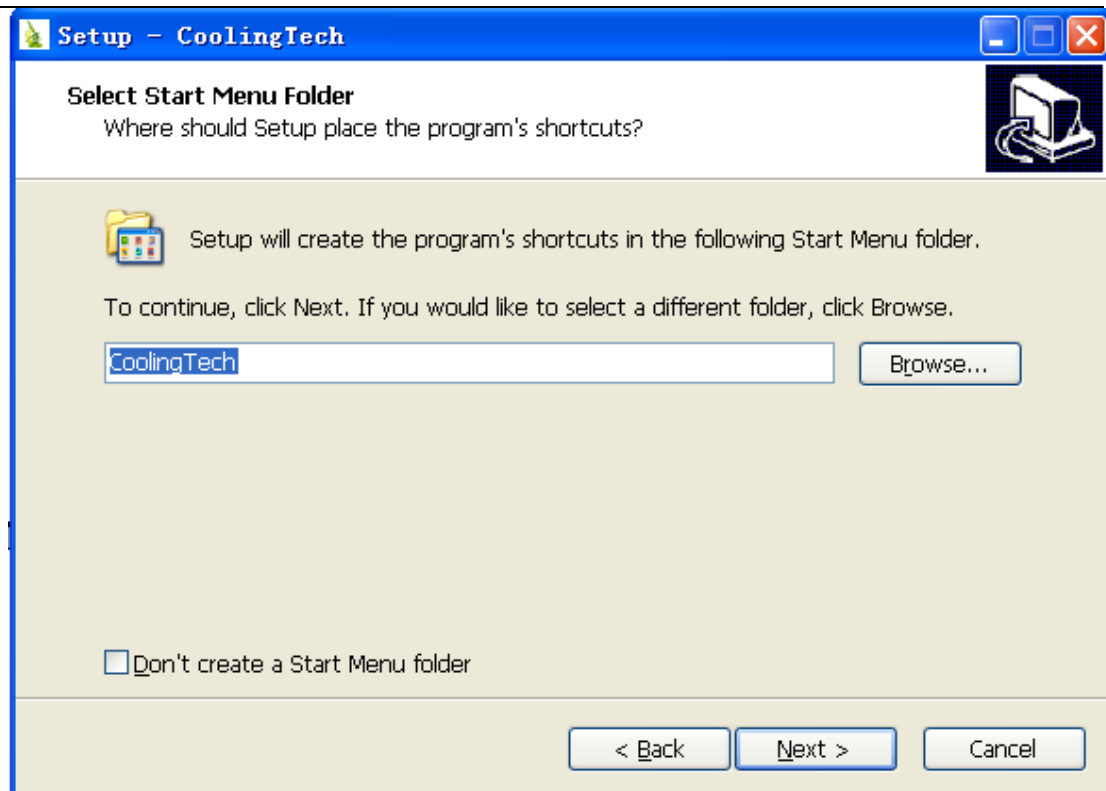 Setup - CoolingTech
Select Start Menu Folder
Where should Setup place the program's shortcuts?
Setup will create the program's shortcuts in the following Start Menu folder.
To continue, click Next. If you would like to select a different folder, click Browse.
CoolingTech
Browse...
Don't create a Start Menu folder
< Back
Next >
Cancel